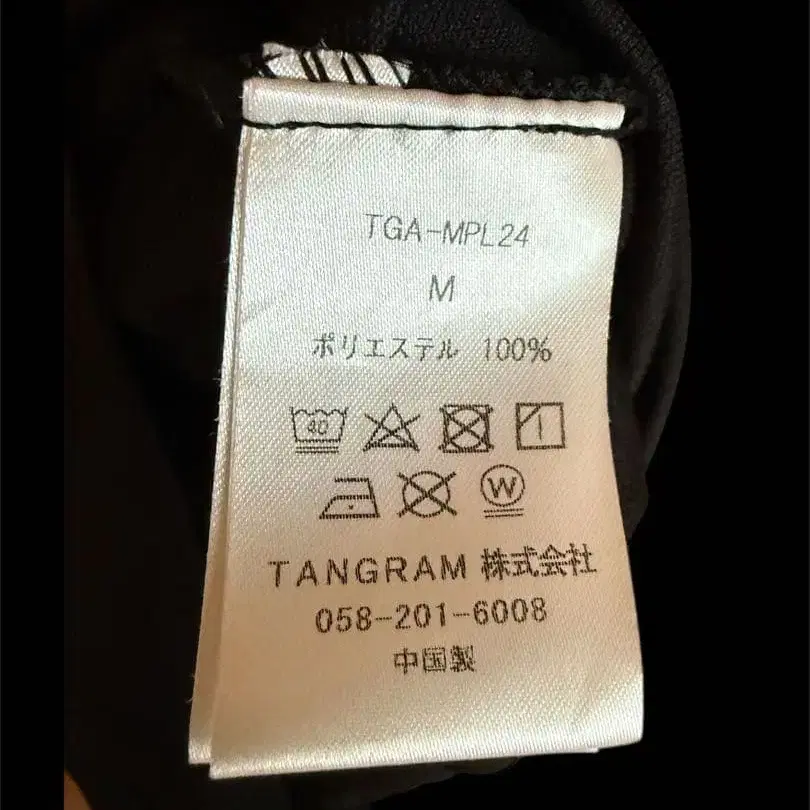 TGA-MPL24
M
ポリエステル 100%
40
W
TANGRAM 株式会社
058-201-6008
中国製